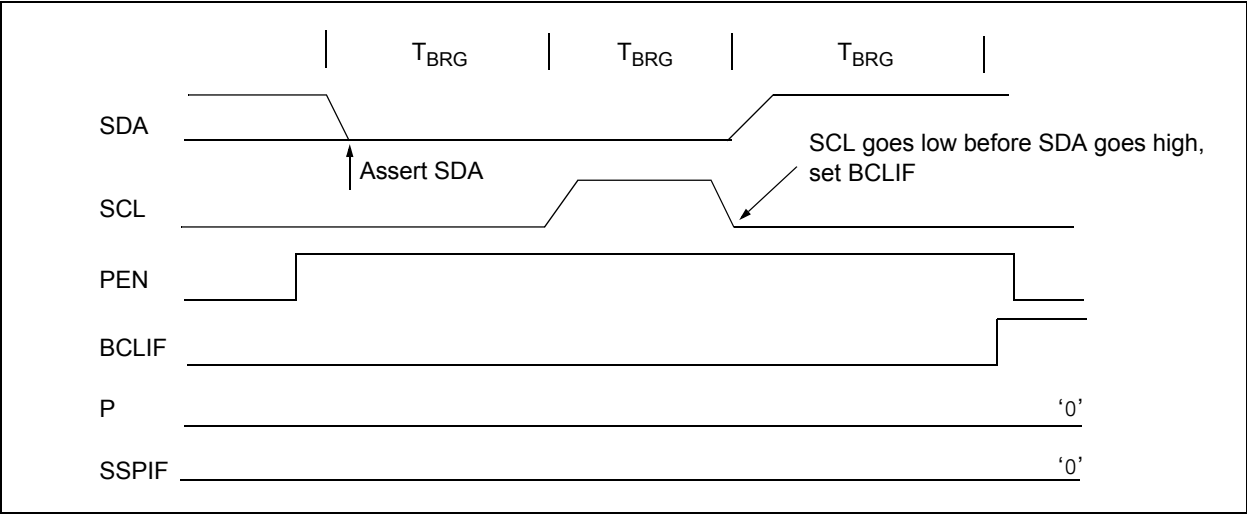 TBRG TBRG TBRG
SDA
SCL goes low before SDA goes high,
set BCLIF
Assert SDA
SCL
PEN
BCLIF
P
‘0’
SSPIF
‘0’